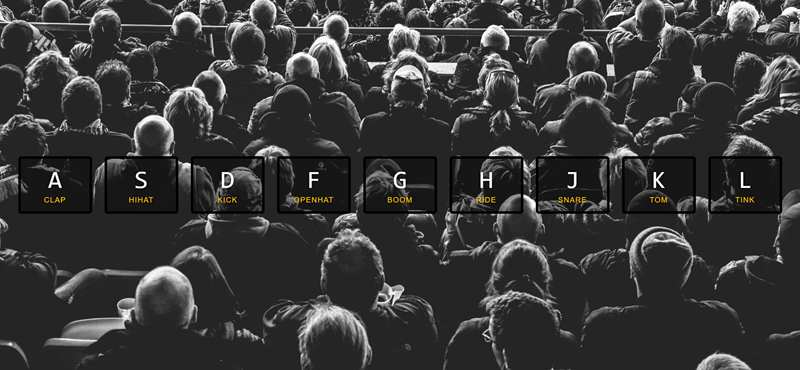 A S D F G H J K L
CLAP HIHAT KICK OPENHAT BOOM RIDE SNARE TOM TINK